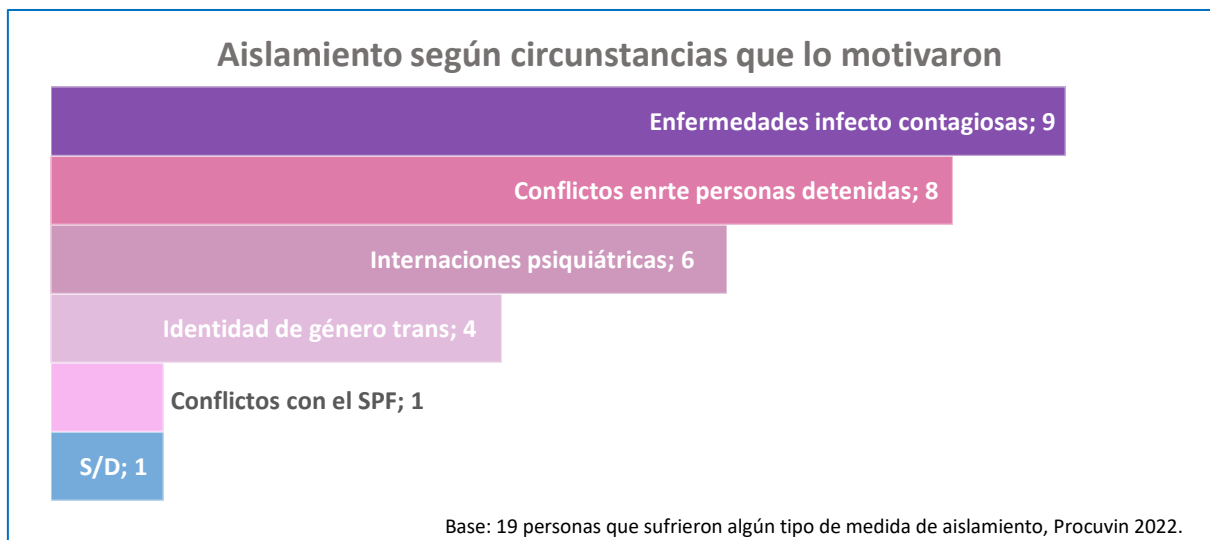 Aislamiento según circunstancias que lo motivaron
Enfermedades infecto contagiosas; 9
Conflictos enrte personas detenidas; 8
Internaciones psiquiátricas; 6
Identidad de género trans; 4
Conflictos con el SPF; 1
S/D; 1
Base: 19 personas que sufrieron algún tipo de medida de aislamiento, Procuvin 2022.